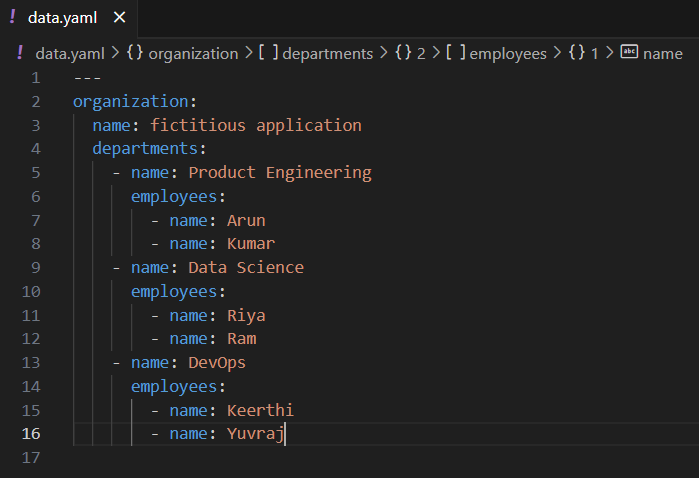 ! data.yaml ×
! data.yaml > {} organization > [ ] departments > {} 2 > [ ] employees > {} 1 > abc name
1 ---
2 organization:
3   name: fictitious application
4   departments:
5     - name: Product Engineering
6       employees:
7         - name: Arun
8         - name: Kumar
9     - name: Data Science
10       employees:
11         - name: Riya
12         - name: Ram
13     - name: DevOps
14       employees:
15         - name: Keerthi
16         - name: Yuvraj
17